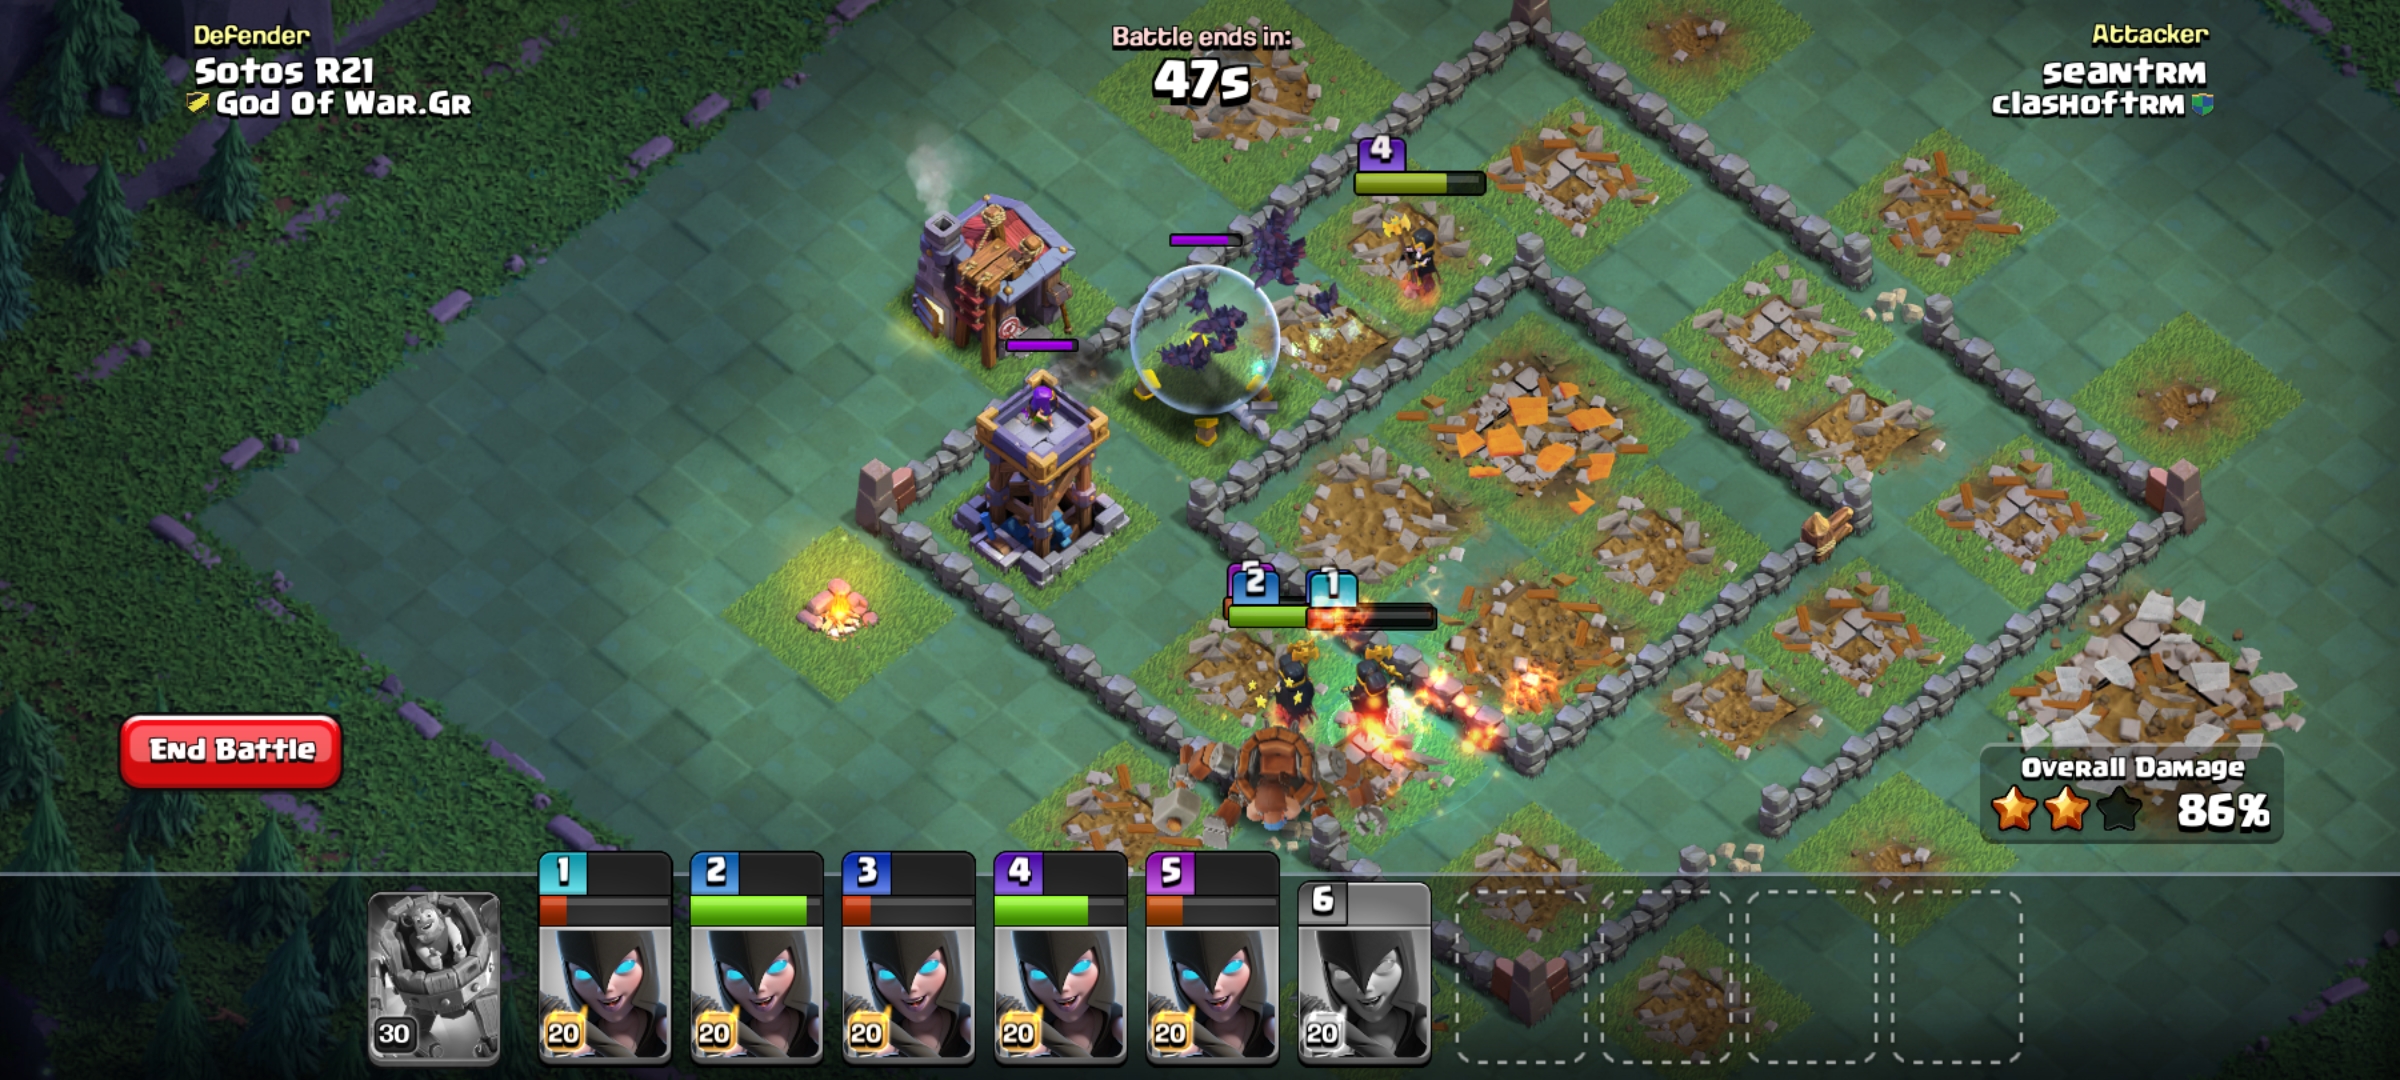 Defender
Sotos R21
God Of War.Gr
Battle ends in:
47s
Attacker
seantRM
clashoftRM
4
2
1
End Battle
Overall Damage
86%
1
2
3
4
5
6
30
20
20
20
20
20
20